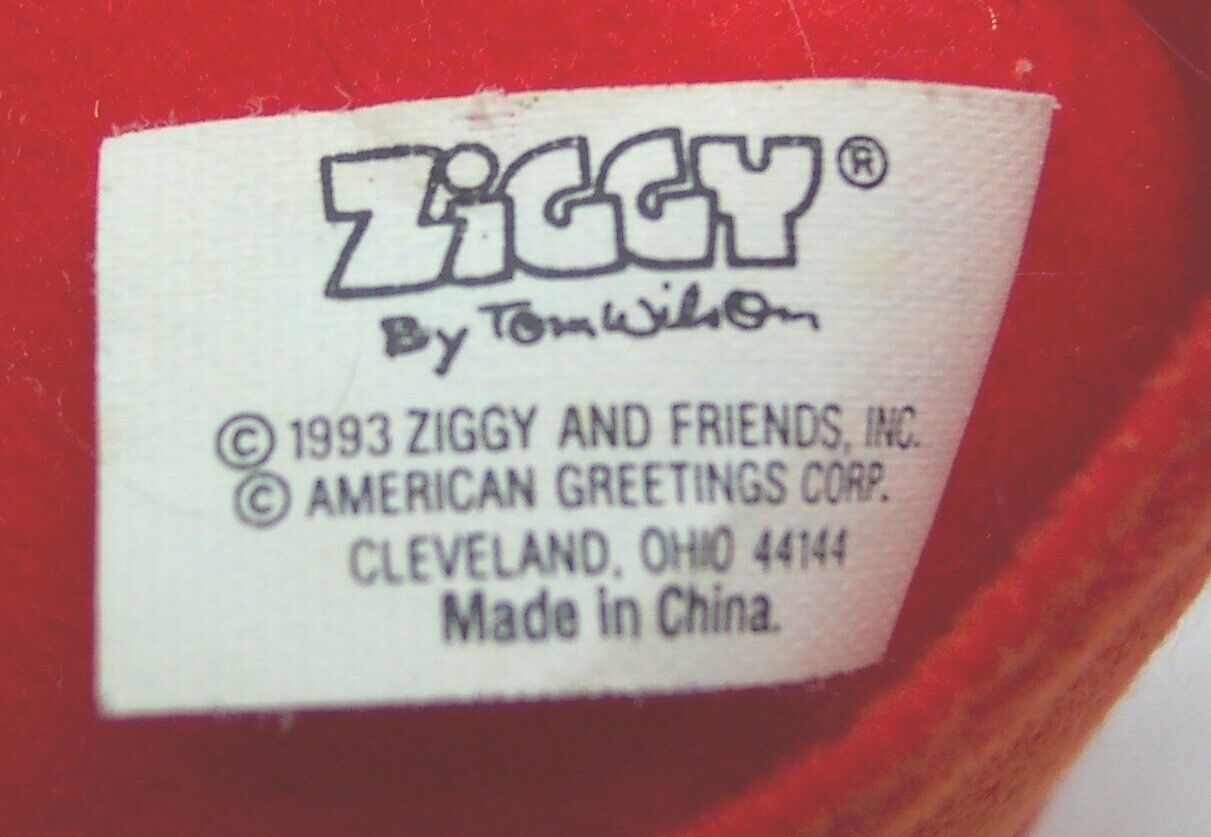 ZiGGY ®
By Tom Wilson
© 1993 ZIGGY AND FRIENDS, INC.
© AMERICAN GREETINGS CORP.
CLEVELAND, OHIO 44144
Made in China.